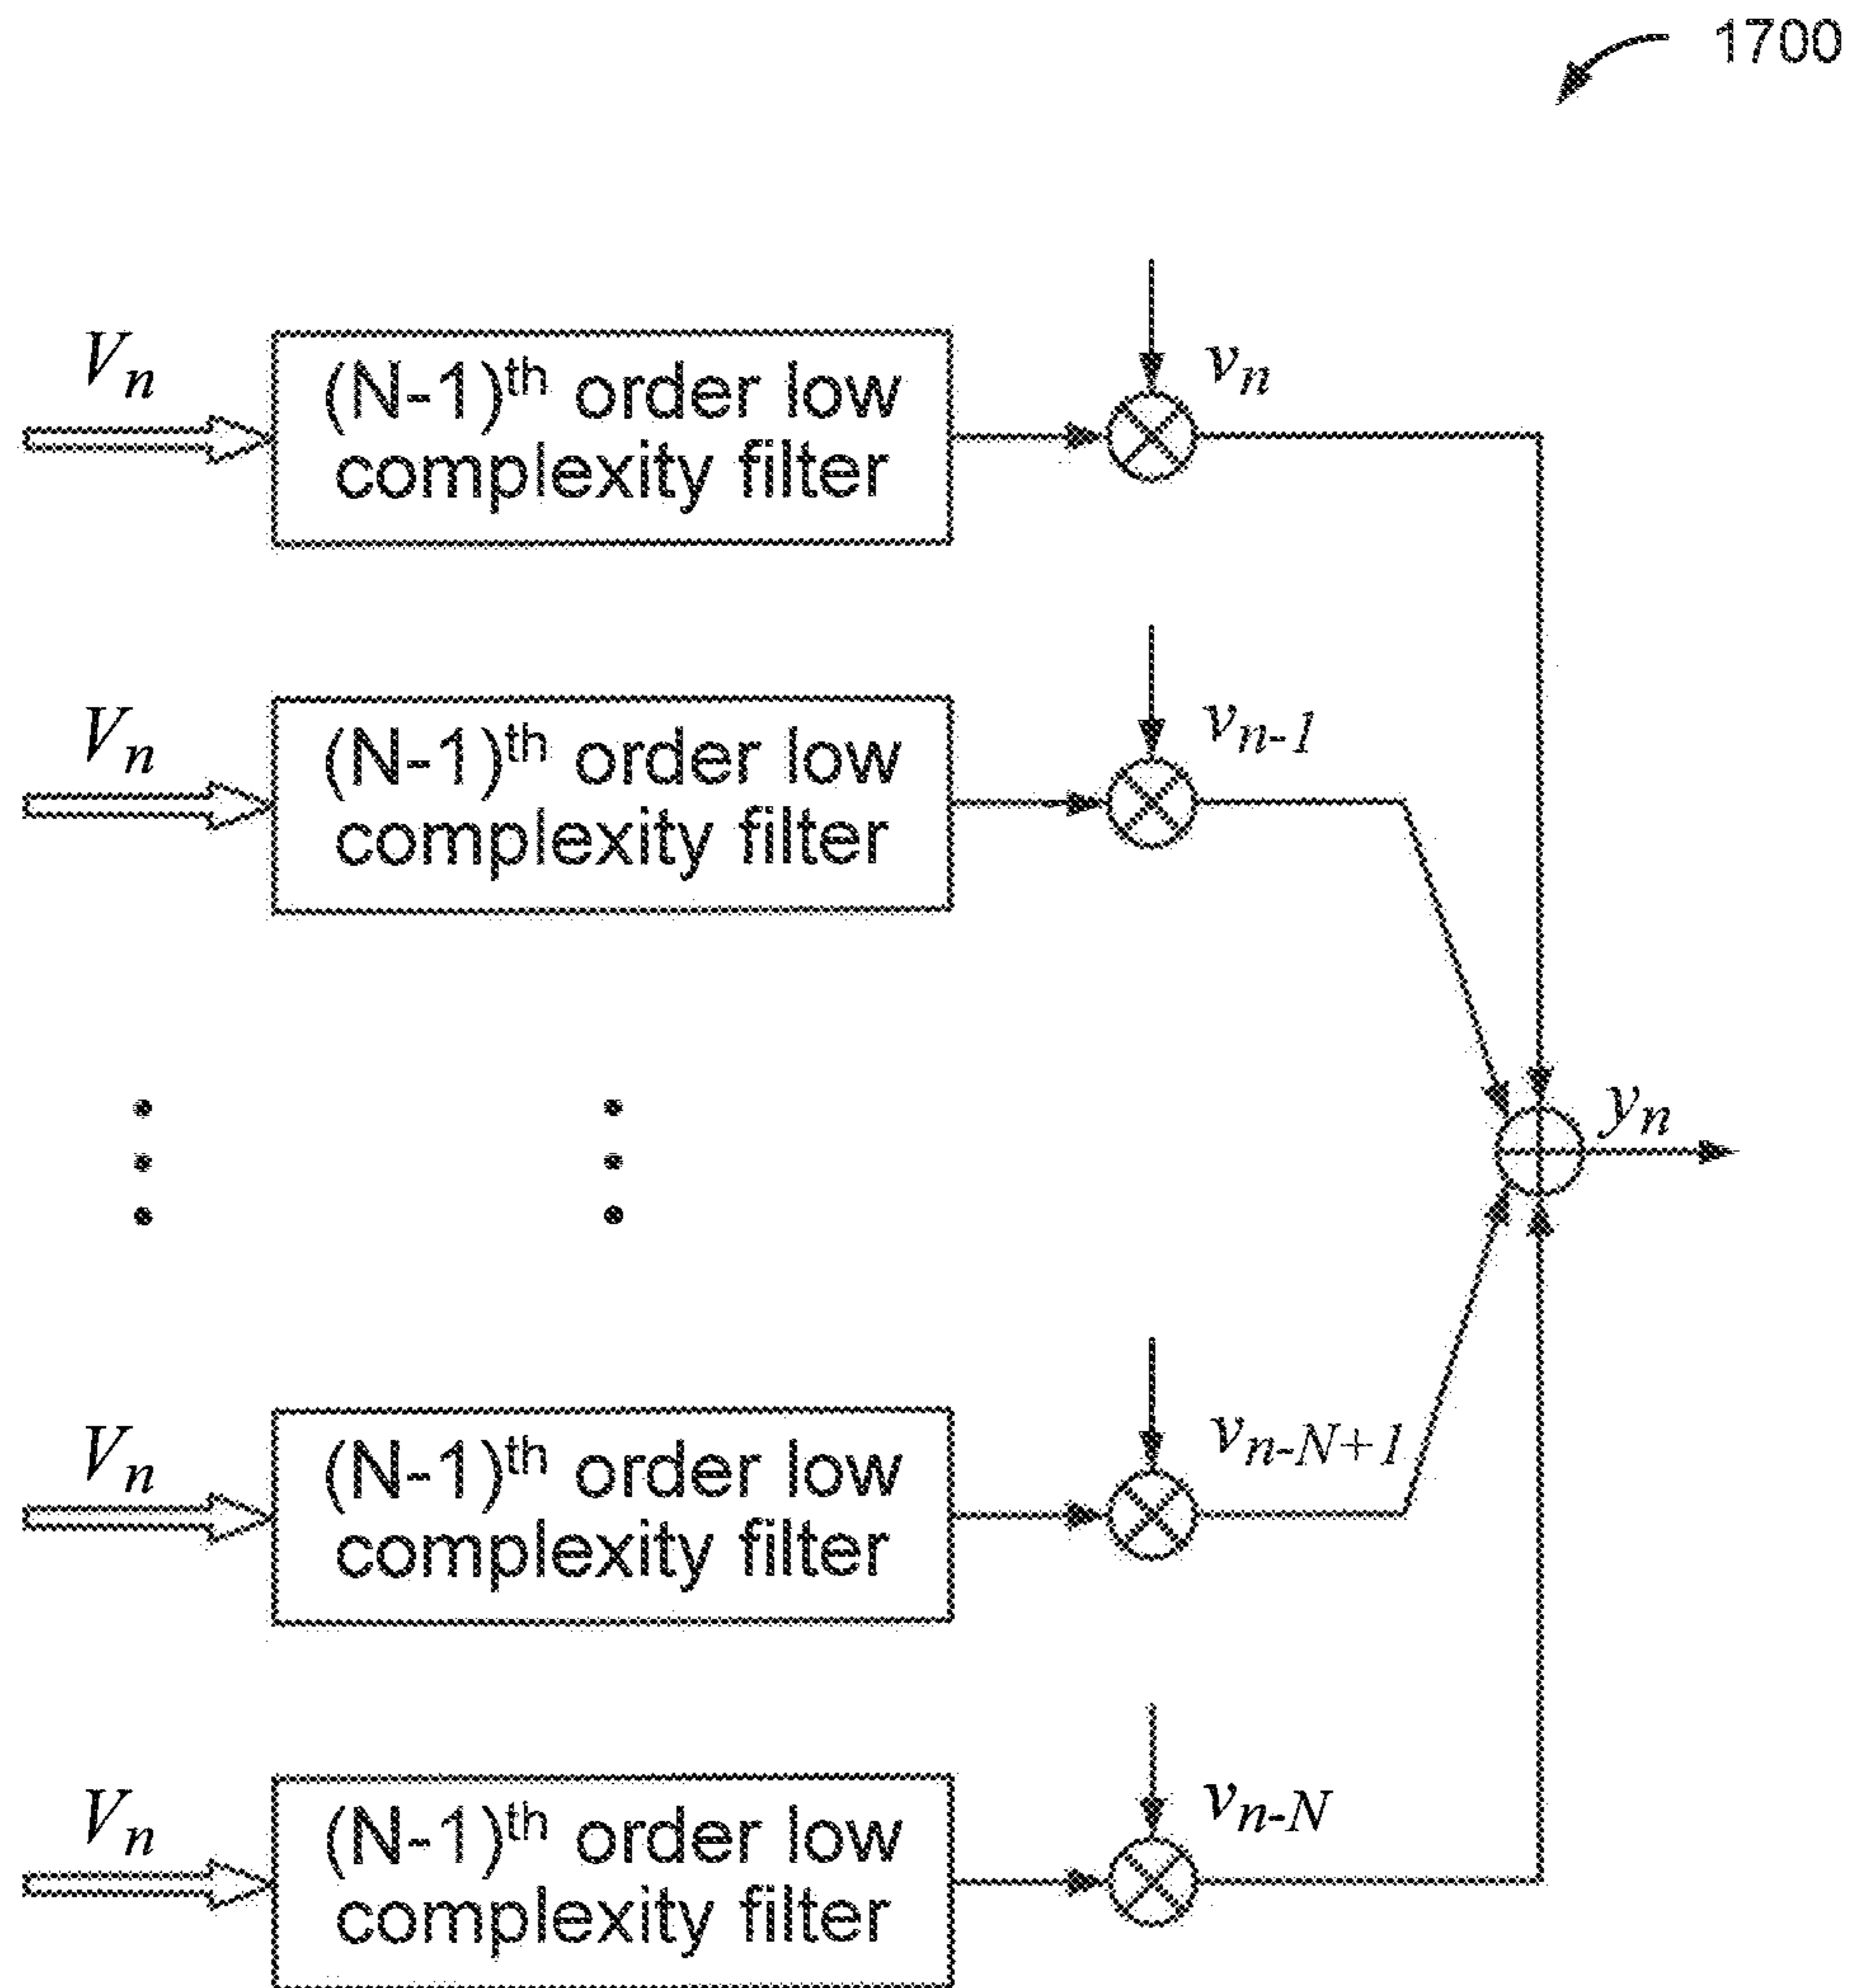 1700
Vn
(N-1)th order low
complexity filter
vn
Vn
(N-1)th order low
complexity filter
vn-1
yn
Vn
(N-1)th order low
complexity filter
vn-N+1
Vn
(N-1)th order low
complexity filter
vn-N